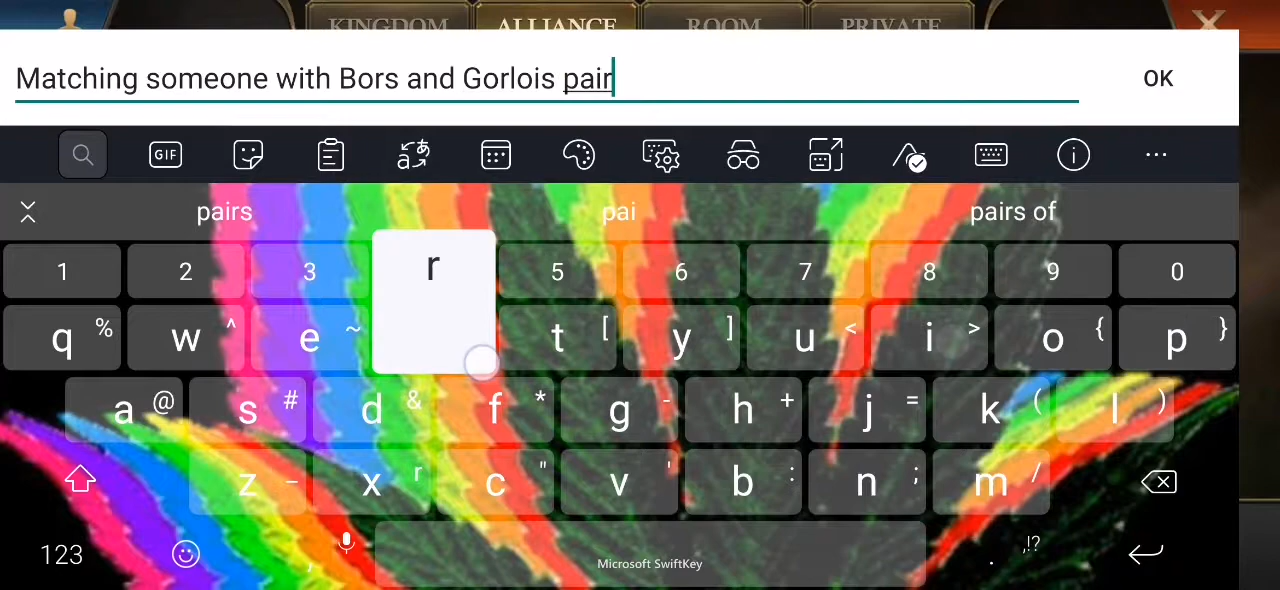 KINGDOM ALLIANCE ROOM PRIVATE X
Matching someone with Bors and Gorlois pair OK
GIF
pairs pai pairs of
1 2 3 r 5 6 7 8 9 0
q % w ^ e ~ t [ y ] u < i > o { p }
a @ s # d & f * g - h + j = k ( l )
z _ x r c " v ' b : n ; m /
123 , Microsoft SwiftKey . ,!?